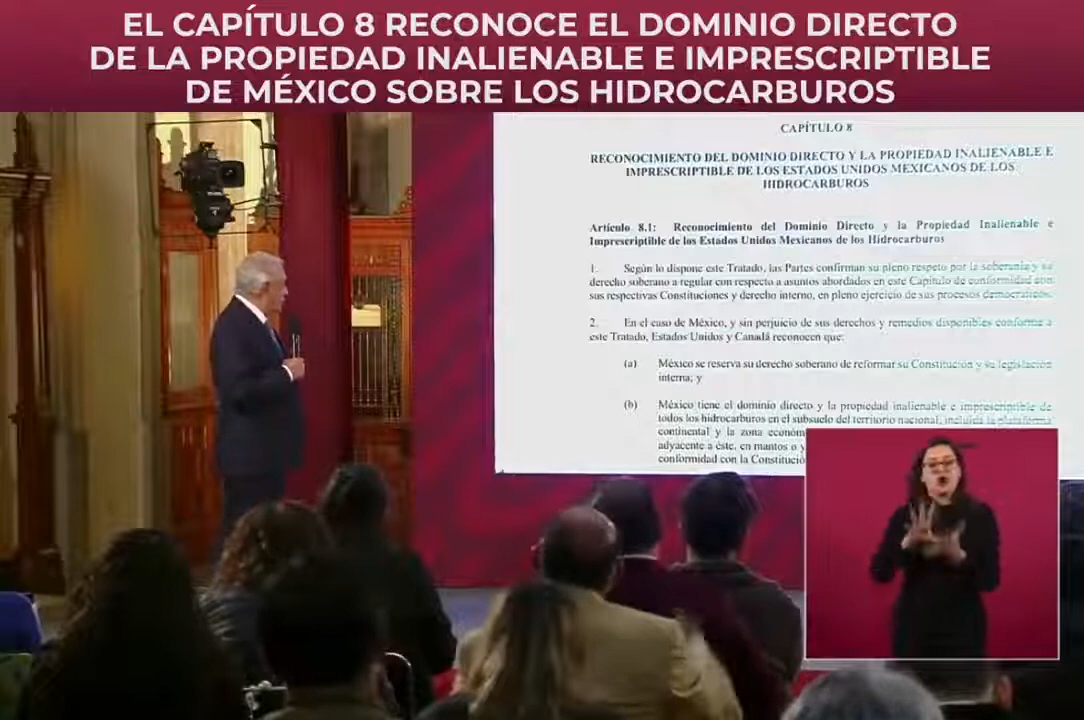 EL CAPÍTULO 8 RECONOCE EL DOMINIO DIRECTO
DE LA PROPIEDAD INALIENABLE E IMPRESCRIPTIBLE
DE MÉXICO SOBRE LOS HIDROCARBUROS
CAPÍTULO 8
RECONOCIMIENTO DEL DOMINIO DIRECTO Y LA PROPIEDAD INALIENABLE E
IMPRESCRIPTIBLE DE LOS ESTADOS UNIDOS MEXICANOS DE LOS
HIDROCARBUROS
Artículo 8.1: Reconocimiento del Dominio Directo y la Propiedad Inalienable e
Imprescriptible de los Estados Unidos Mexicanos de los Hidrocarburos
1. Según lo dispone este Tratado, las Partes confirman su pleno respeto por la soberanía y su
derecho soberano a regular con respecto a asuntos abordados en este Capítulo de conformidad con
sus respectivas Constituciones y derecho interno, en pleno ejercicio de sus procesos democráticos.
2. En el caso de México, y sin perjuicio de sus derechos y remedios disponibles conforme a
este Tratado, Estados Unidos y Canadá reconocen que:
(a) México se reserva su derecho soberano de reformar su Constitución y su legislación
interna; y
(b) México tiene el dominio directo y la propiedad inalienable e imprescriptible de
todos los hidrocarburos en el subsuelo del territorio nacional, incluida la plataforma
continental y la zona económ
adyacente a éste, en mantos o y
conformidad con la Constitució